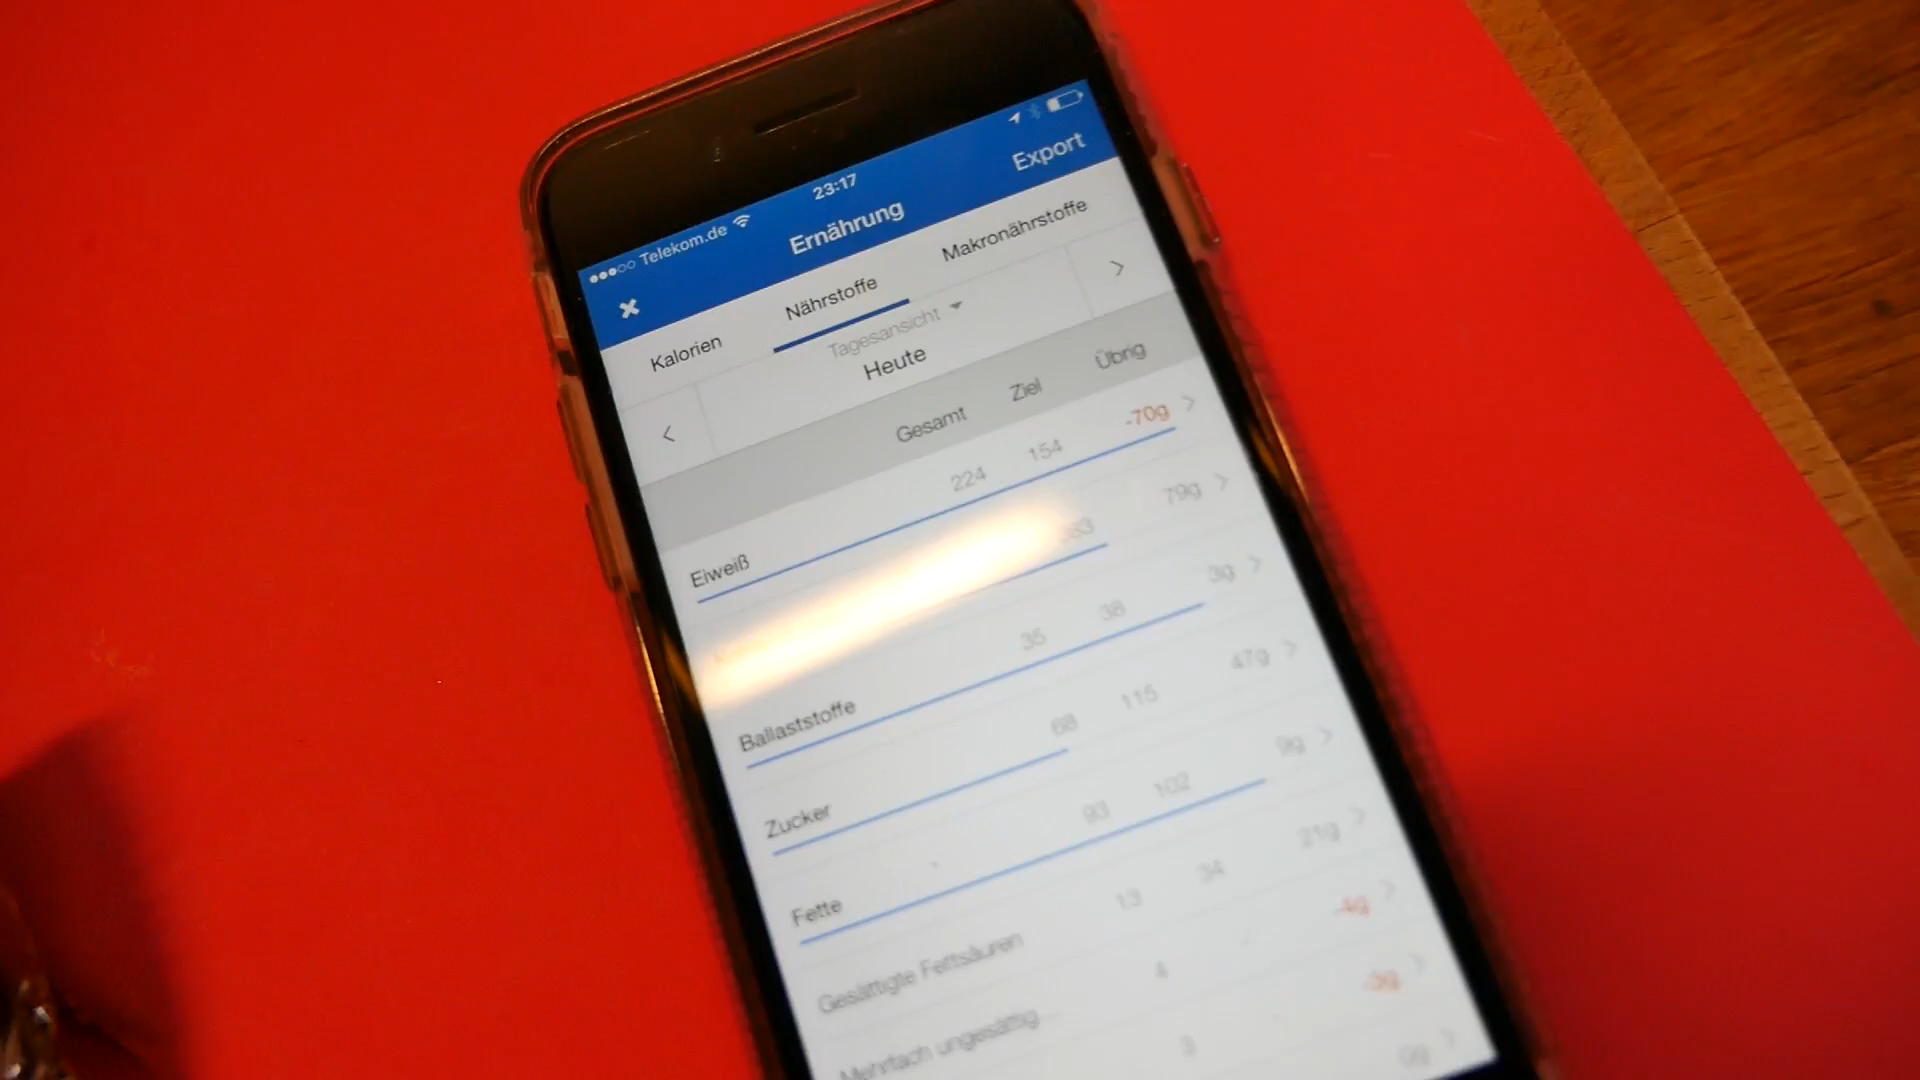 Telekom.de 23:17
Ernährung Export
Kalorien Nährstoffe Makronährstoffe
Tagesansicht
Heute
Gesamt Ziel Übrig
Eiweiß 224 154 -70g
79g
Ballaststoffe 35 38 3g
Zucker 68 115 47g
Fette 93 102 9g
Gesättigte Fettsäuren 13 34 21g
Mehrfach ungesättig 4 -4g
3 -3g
0g